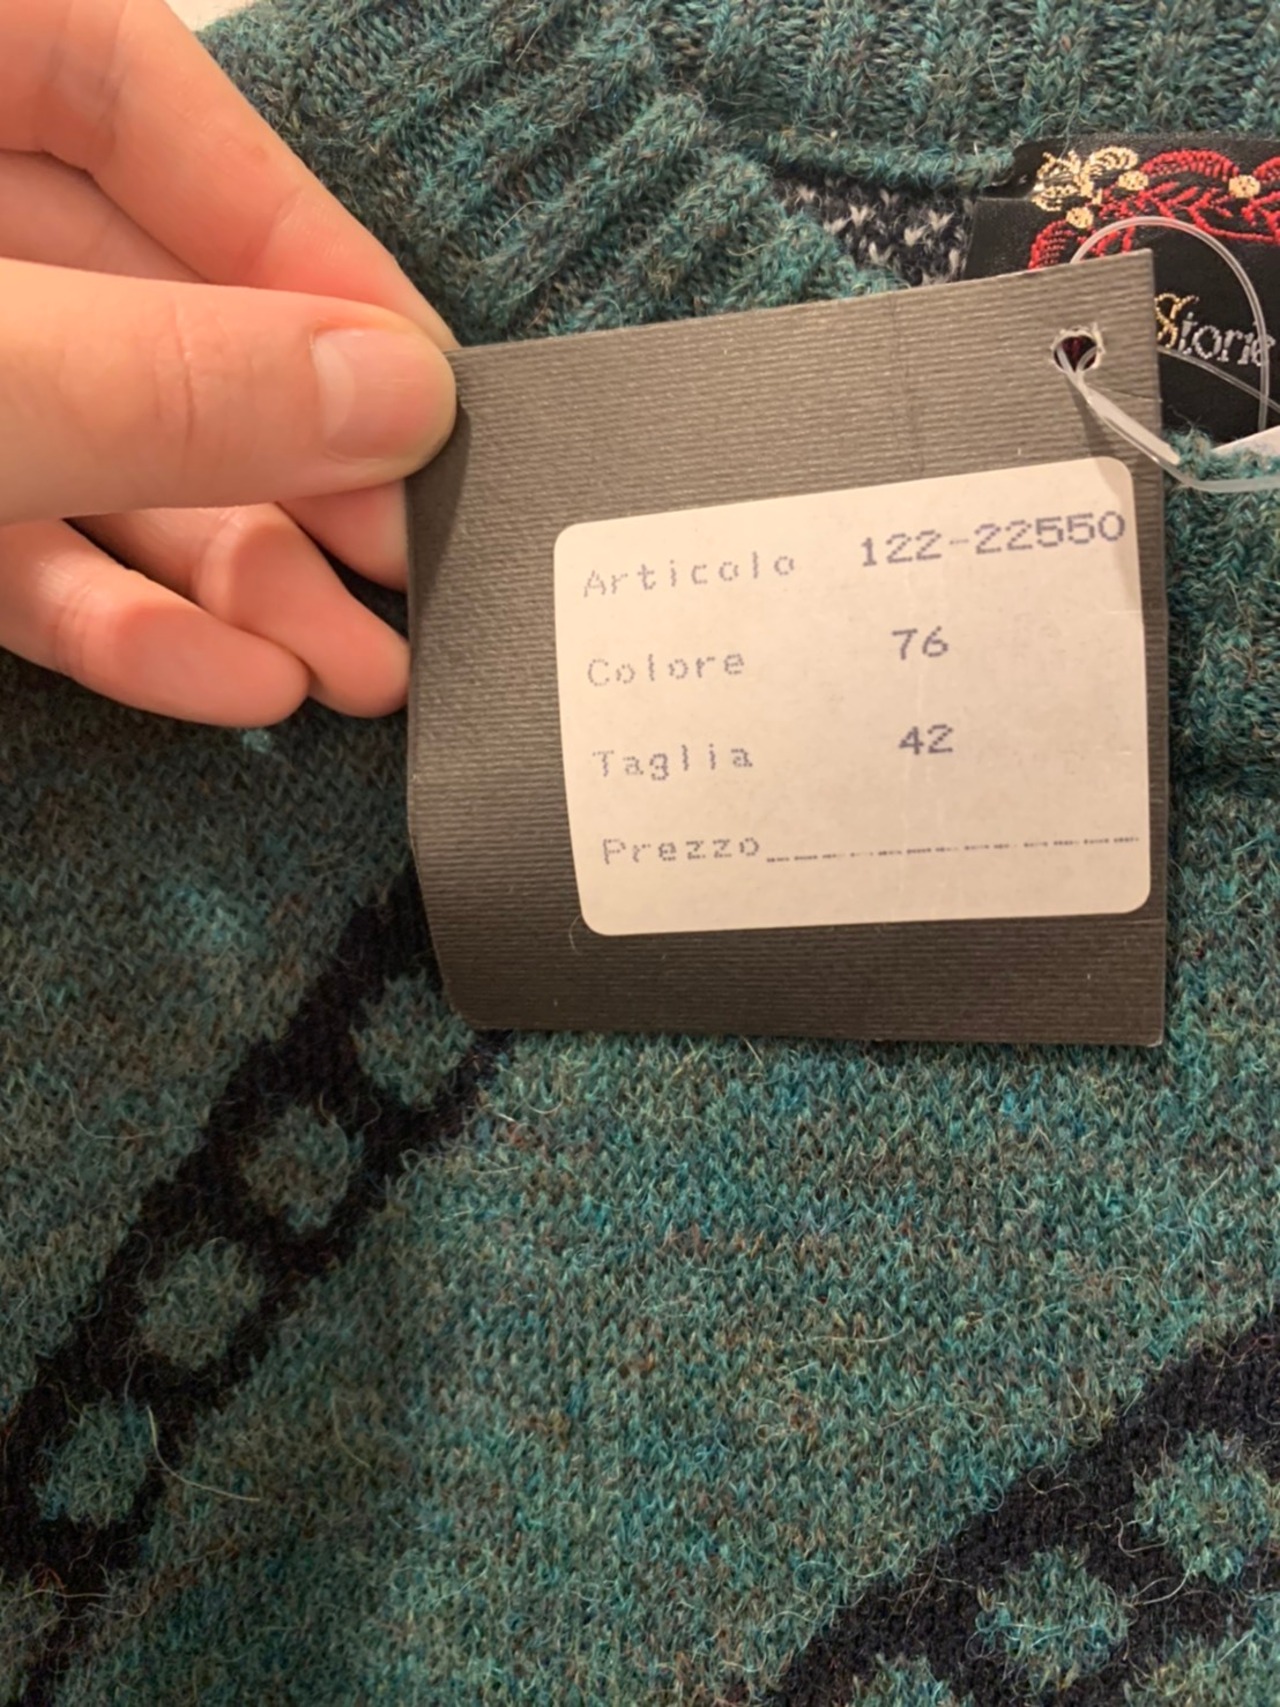 Storie
Articolo 122-22550
Colore 76
Taglia 42
Prezzo